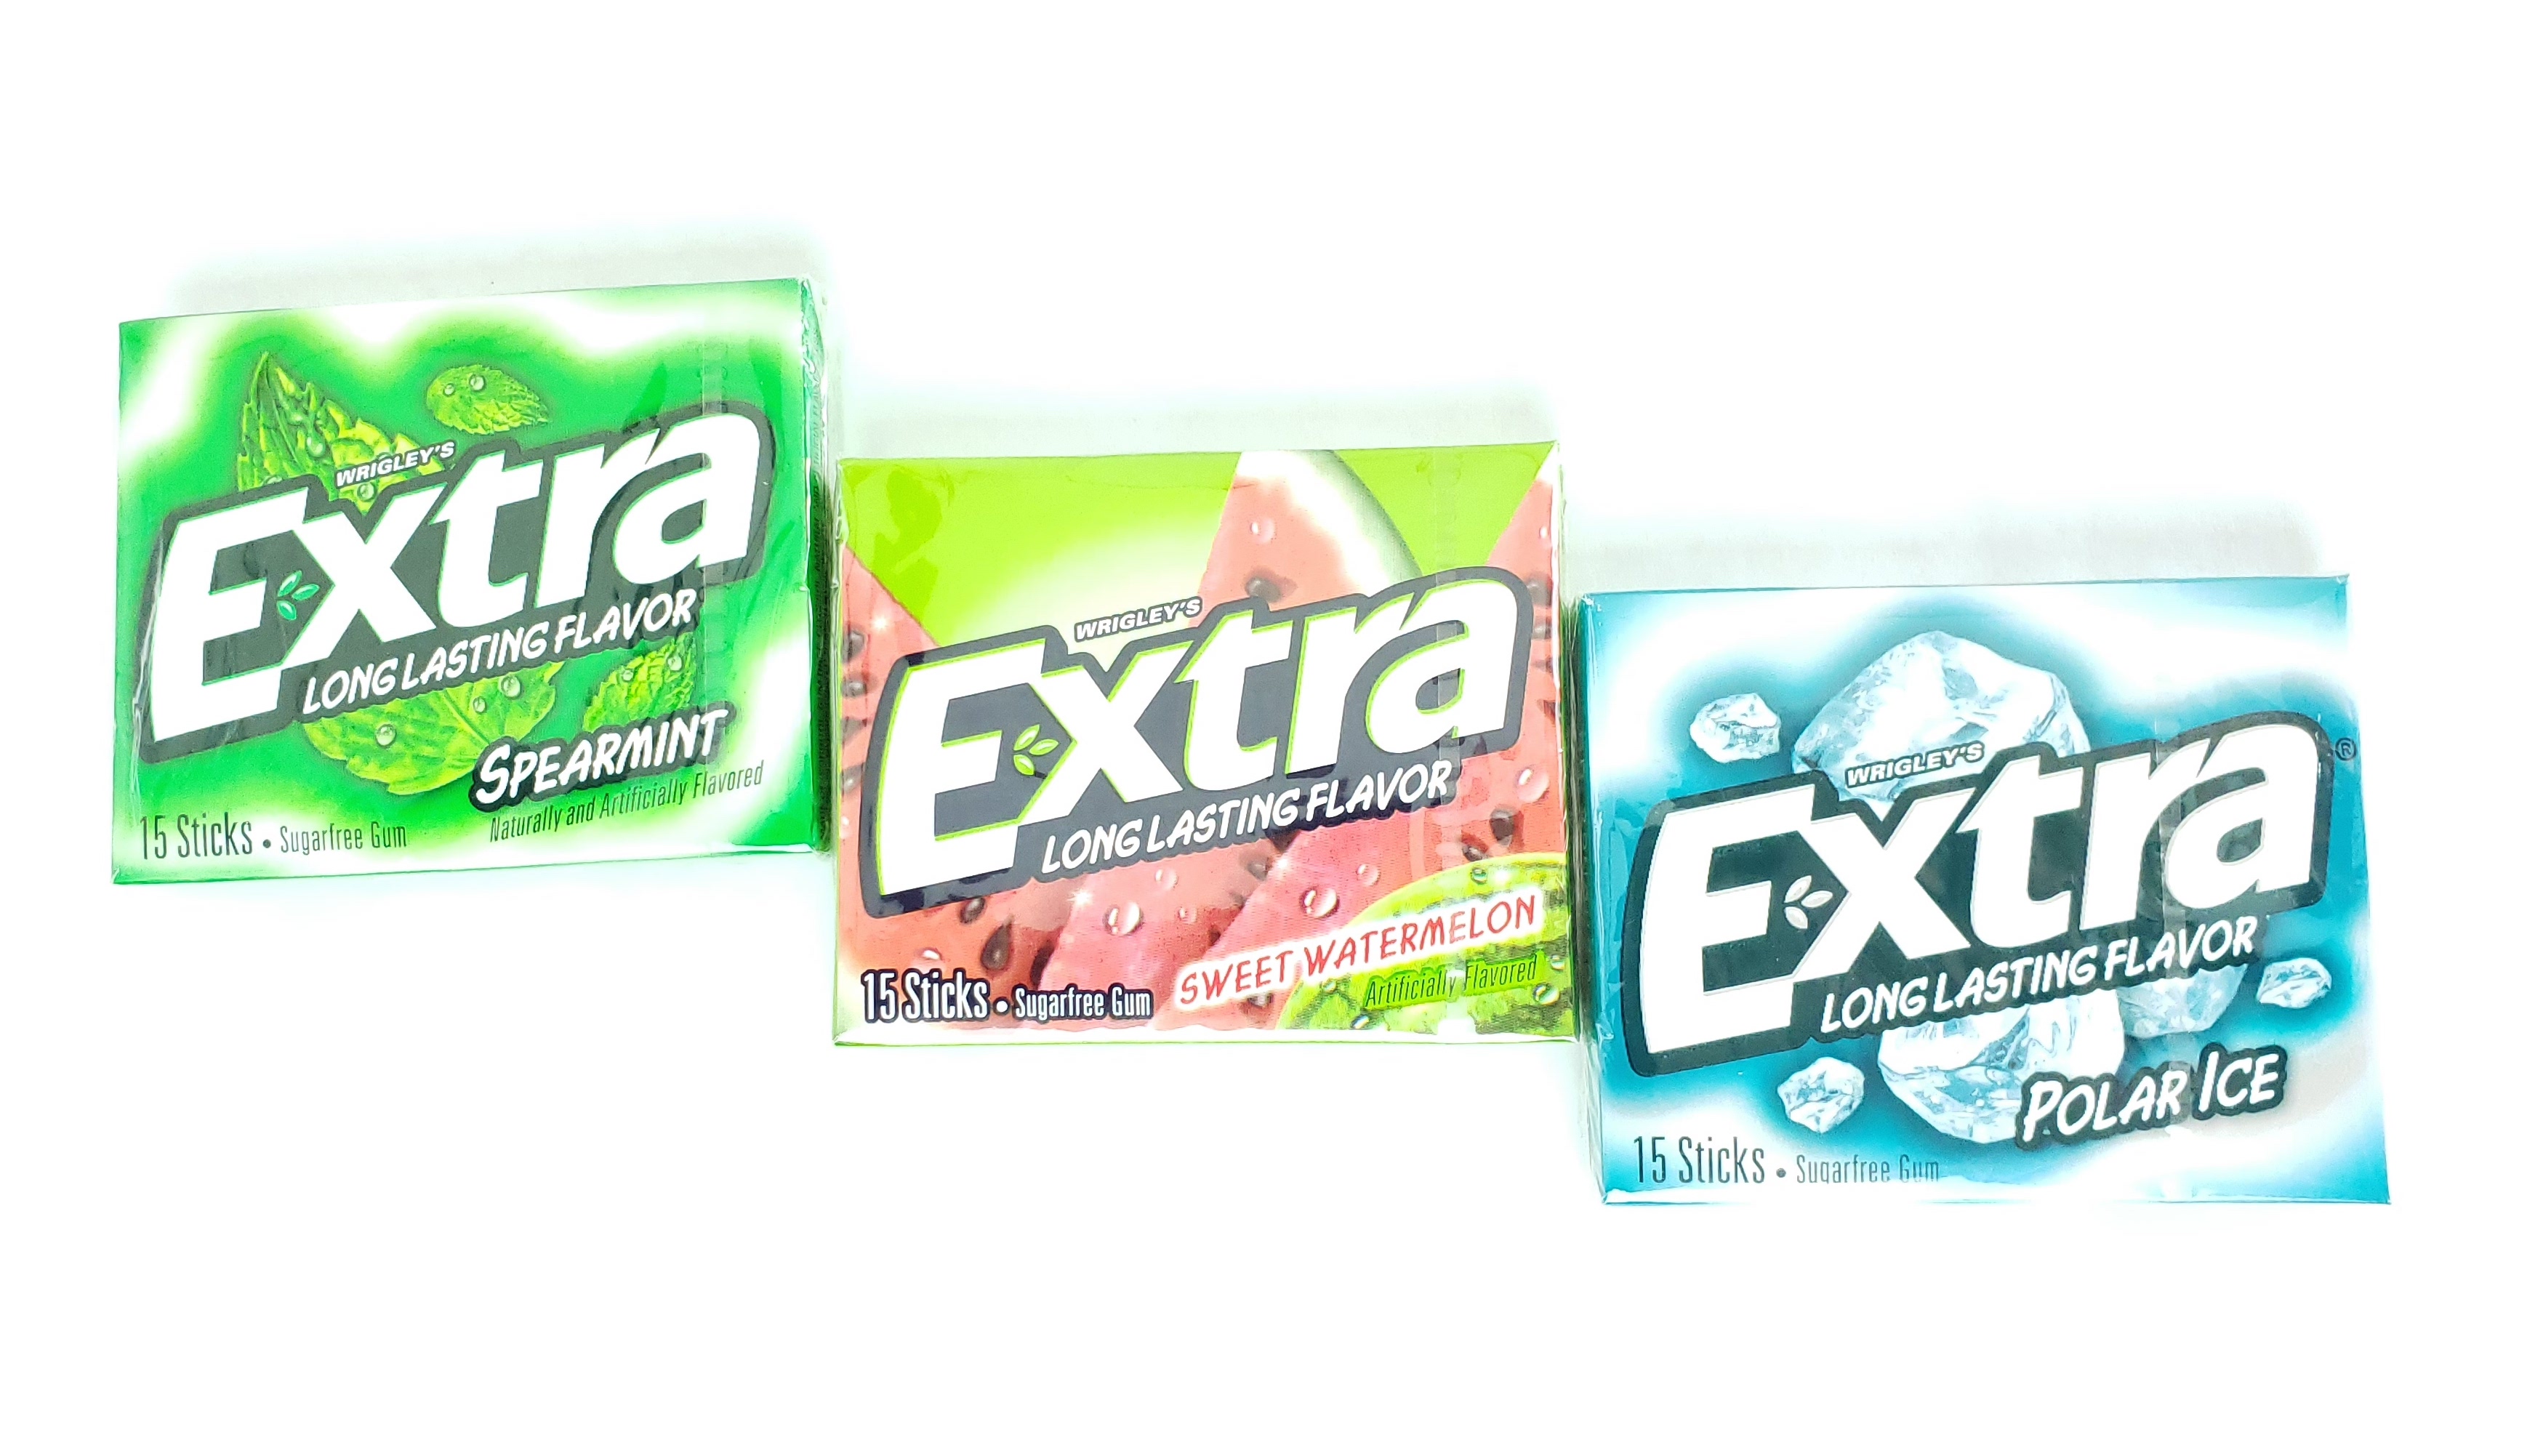 WRIGLEY'S
Extra
LONG LASTING FLAVOR
SPEARMINT
Naturally and Artificially Flavored
15 Sticks • Sugarfree Gum
WRIGLEY'S
Extra
LONG LASTING FLAVOR
SWEET WATERMELON
Artificially Flavored
15 Sticks • Sugarfree Gum
WRIGLEY'S
Extra®
LONG LASTING FLAVOR
POLAR ICE
15 Sticks • Sugarfree Gum